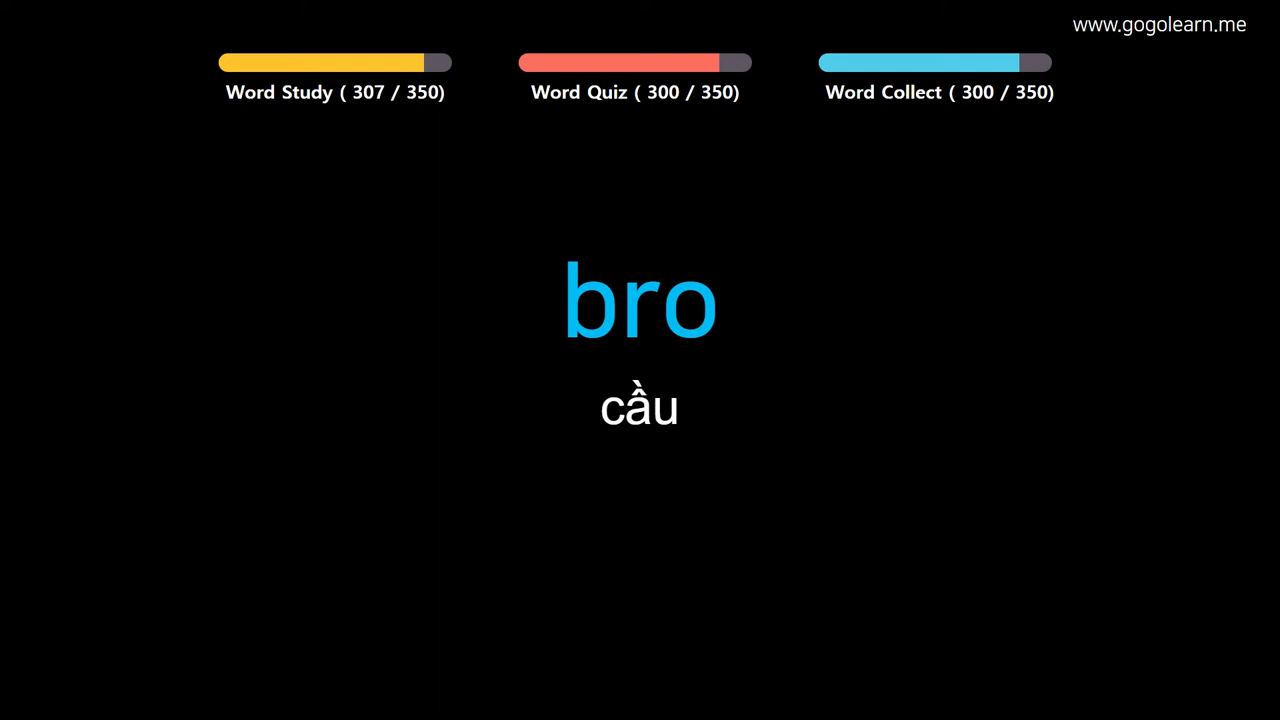 www.gogolearn.me
Word Study ( 307 / 350)
Word Quiz ( 300 / 350)
Word Collect ( 300 / 350)
bro
cầu